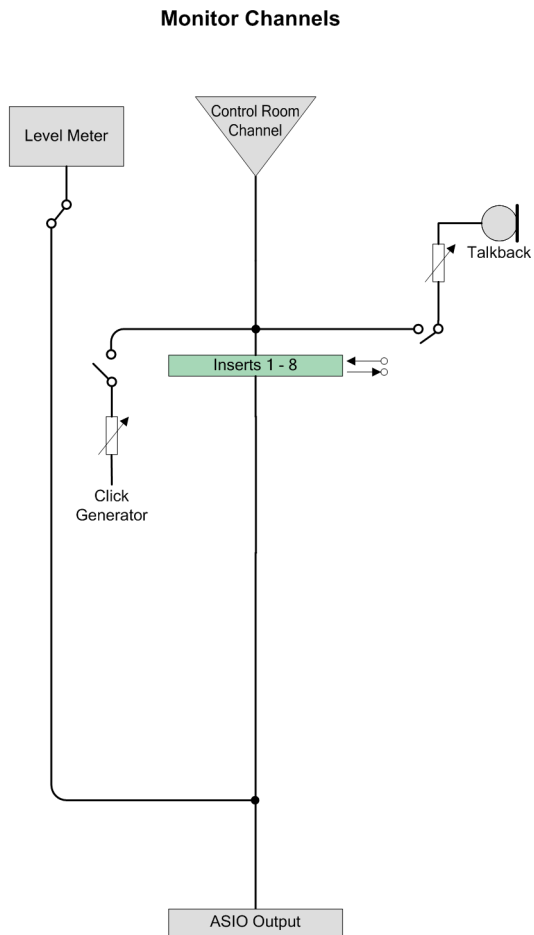 Monitor Channels
Control Room
Channel
Level Meter
Talkback
Inserts 1 - 8
Click
Generator
ASIO Output